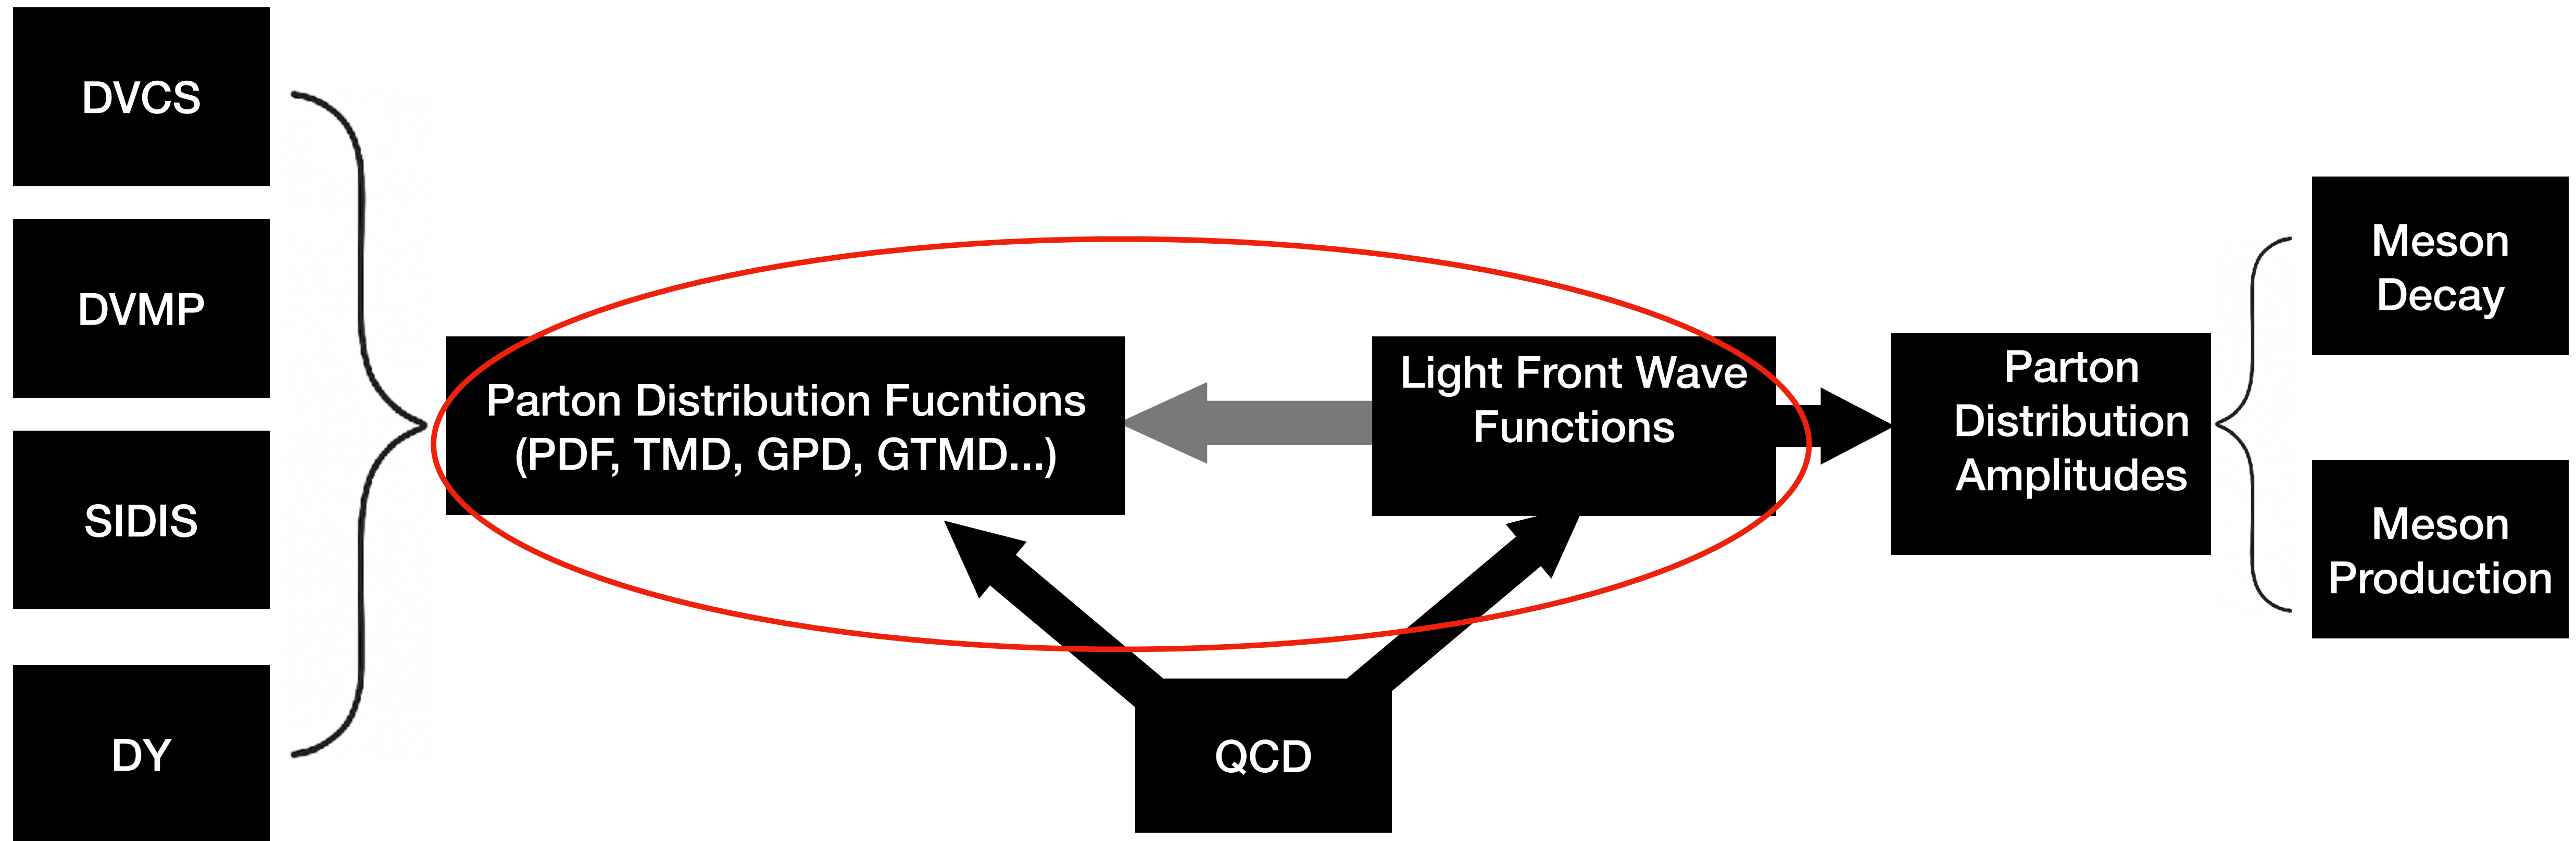 DVCS
DVMP
SIDIS
DY
Parton Distribution Fucntions
(PDF, TMD, GPD, GTMD...)
Light Front Wave
Functions
QCD
Parton
Distribution
Amplitudes
Meson
Decay
Meson
Production